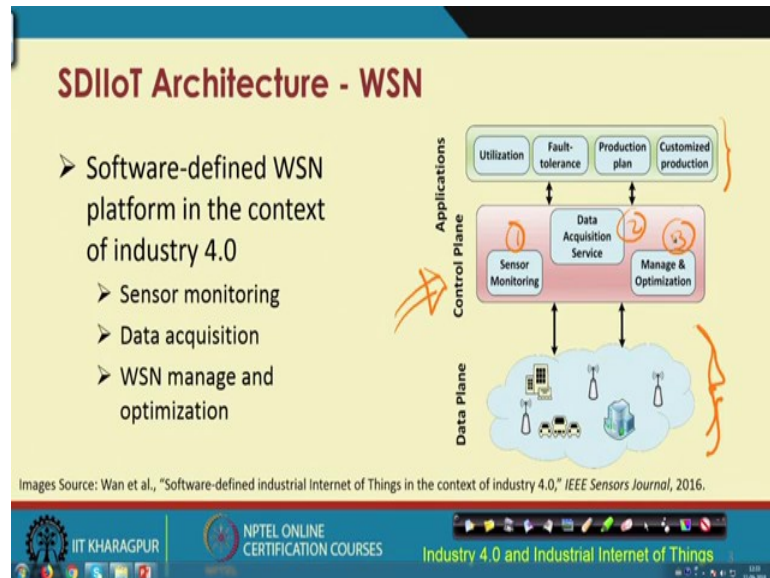 SDIIoT Architecture - WSN
➤ Software-defined WSN
platform in the context
of industry 4.0
➤ Sensor monitoring
➤ Data acquisition
➤ WSN manage and
optimization
Applications
Utilization
Fault-
tolerance
Production
plan
Customized
production
Control Plane
1
Sensor
Monitoring
Data
Acquisition
Service
2
3
Manage &
Optimization
Data Plane
Images Source: Wan et al., "Software-defined industrial Internet of Things in the context of industry 4.0," IEEE Sensors Journal, 2016.
IIT KHARAGPUR
NPTEL ONLINE
CERTIFICATION COURSES
Industry 4.0 and Industrial Internet of Things